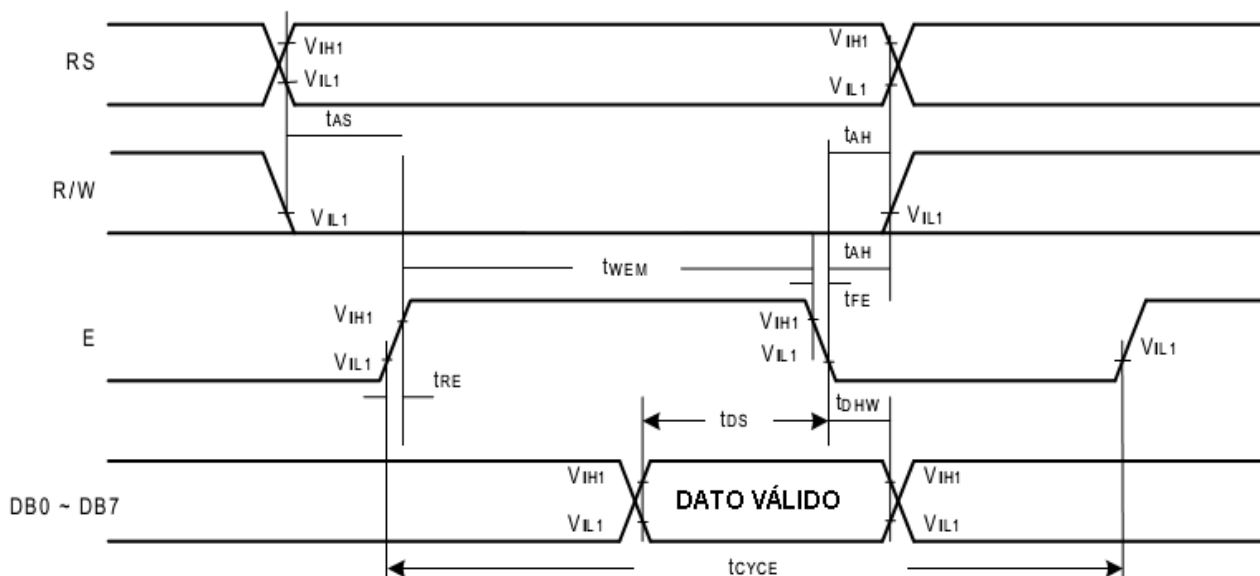 RS
VIH1
VIL1
VIH1
VIL1
tAS
tAH
R/W
VIL1
VIL1
tWEM
tAH
tFE
E
VIH1
VIL1
VIH1
VIL1
VIL1
tRE
tDS
tDHW
DB0 ~ DB7
VIH1
VIL1
DATO VÁLIDO
VIH1
VIL1
tCYCE